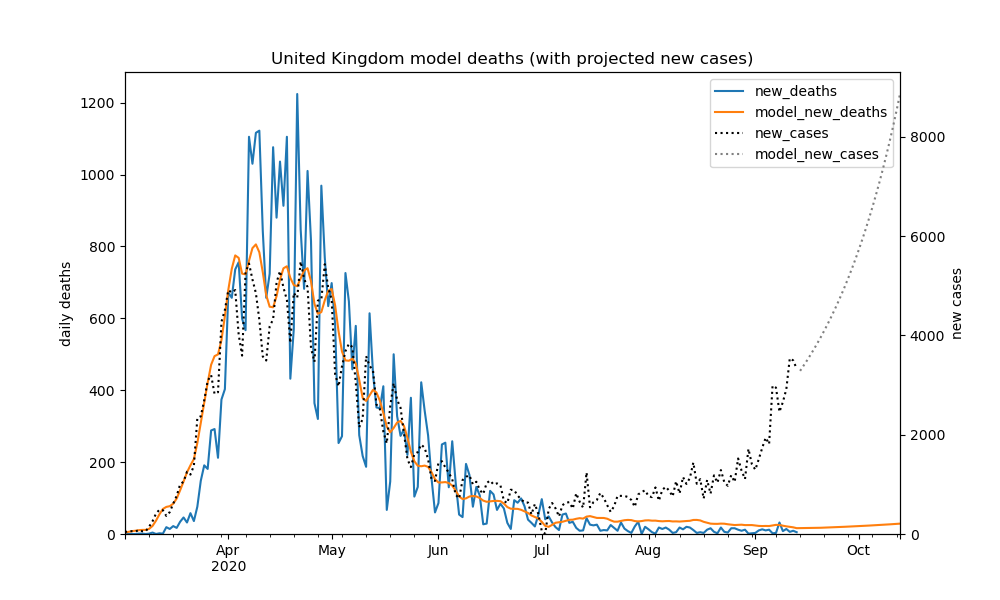 United Kingdom model deaths (with projected new cases)
new_deaths
model_new_deaths
new_cases
model_new_cases
daily deaths
new cases
1200
1000
800
600
400
200
0
8000
6000
4000
2000
0
Apr
2020
May
Jun
Jul
Aug
Sep
Oct